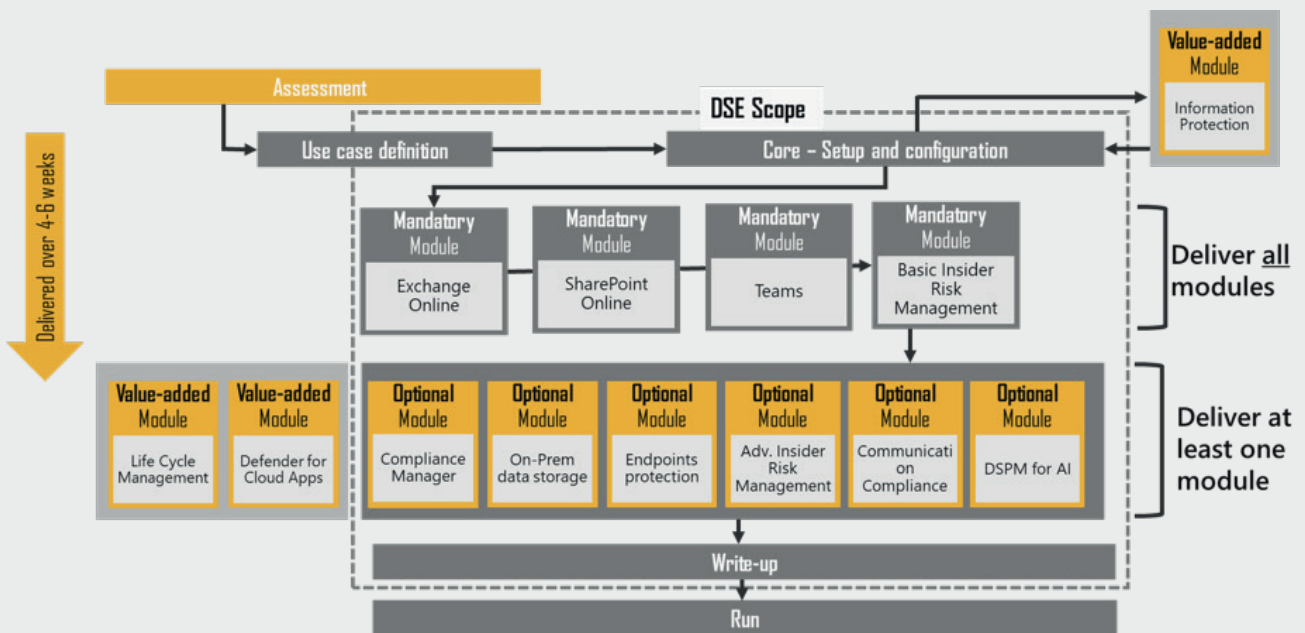 Value-added
Module
Information
Protection
Assessment
DSE Scope
Use case definition
Core – Setup and configuration
Delivered over 4-6 weeks
Mandatory
Module
Exchange
Online
Mandatory
Module
SharePoint
Online
Mandatory
Module
Teams
Mandatory
Module
Basic Insider
Risk
Management
Deliver all
modules
Value-added
Module
Life Cycle
Management
Value-added
Module
Defender for
Cloud Apps
Optional
Module
Compliance
Manager
Optional
Module
On-Prem
data storage
Optional
Module
Endpoints
protection
Optional
Module
Adv. Insider
Risk
Management
Optional
Module
Communicati
on
Compliance
Optional
Module
DSPM for AI
Deliver at
least one
module
Write-up
Run